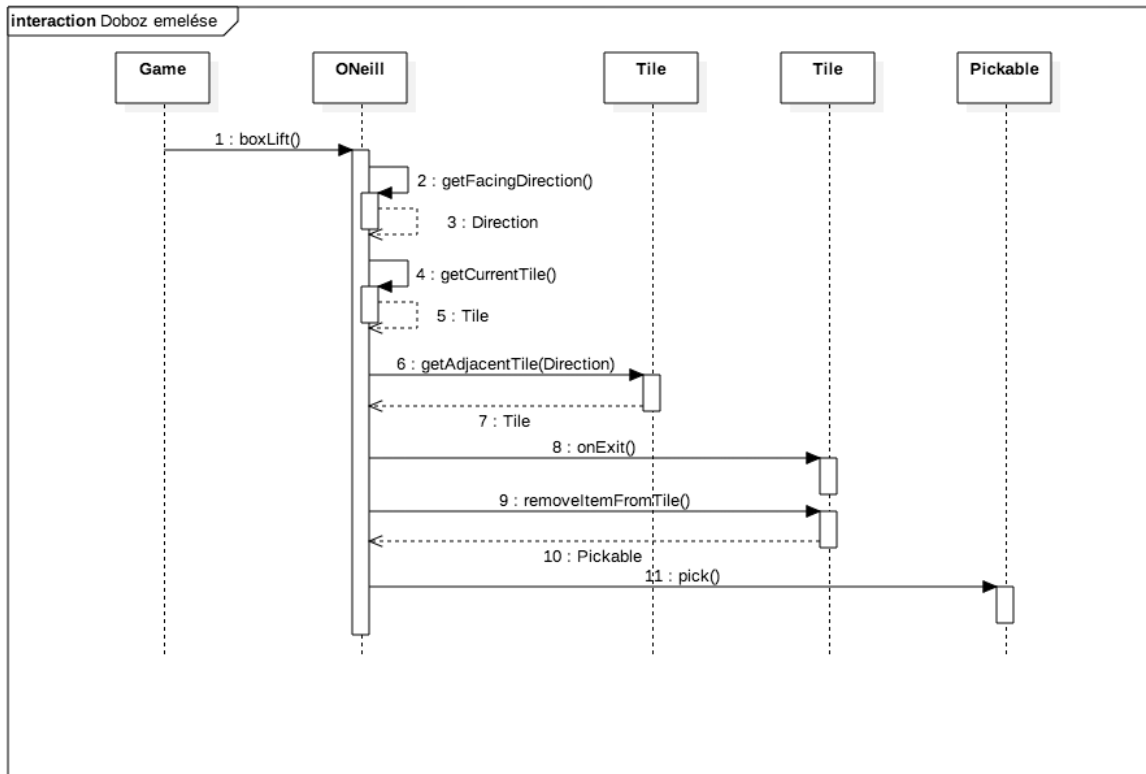 interaction Doboz emelése
Game
ONeill
Tile
Tile
Pickable
1 : boxLift()
2 : getFacingDirection()
3 : Direction
4 : getCurrentTile()
5 : Tile
6 : getAdjacentTile(Direction)
7 : Tile
8 : onExit()
9 : removeItemFromTile()
10 : Pickable
11 : pick()